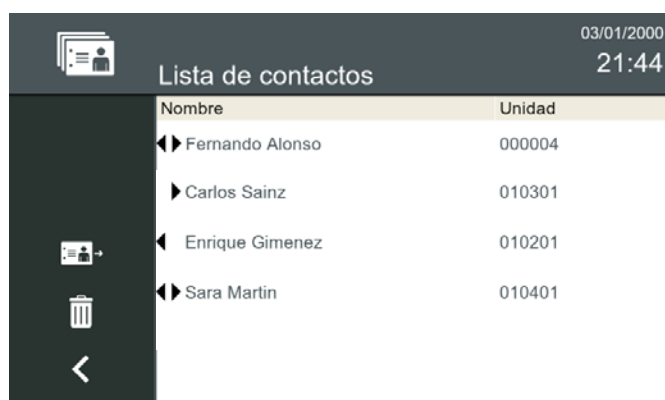 03/01/2000
21:44
Lista de contactos
Nombre Unidad
Fernando Alonso 000004
Carlos Sainz 010301
Enrique Gimenez 010201
Sara Martin 010401